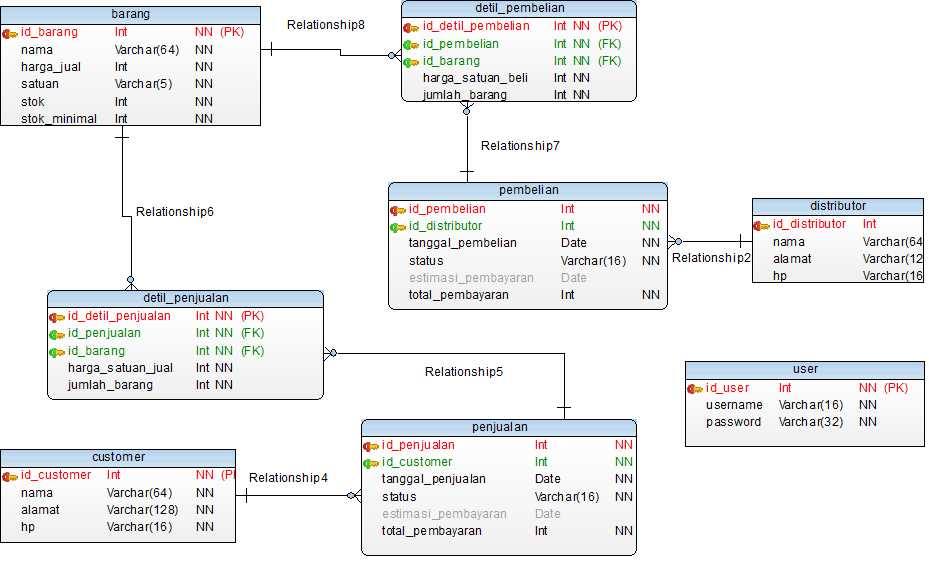 barang
id_barang Int NN (PK)
nama Varchar(64) NN
harga_jual Int NN
satuan Varchar(5) NN
stok Int NN
stok_minimal Int NN
Relationship8
detil_pembelian
id_detil_pembelian Int NN (PK)
id_pembelian Int NN (FK)
id_barang Int NN (FK)
harga_satuan_beli Int NN
jumlah_barang Int NN
Relationship7
pembelian
id_pembelian Int NN
id_distributor Int NN
tanggal_pembelian Date NN
status Varchar(16) NN
estimasi_pembayaran Date
total_pembayaran Int NN
Relationship2
distributor
id_distributor Int
nama Varchar(64
alamat Varchar(12
hp Varchar(16
Relationship6
detil_penjualan
id_detil_penjualan Int NN (PK)
id_penjualan Int NN (FK)
id_barang Int NN (FK)
harga_satuan_jual Int NN
jumlah_barang Int NN
Relationship5
user
id_user Int NN (PK)
username Varchar(16) NN
password Varchar(32) NN
customer
id_customer Int NN (P
nama Varchar(64) NN
alamat Varchar(128) NN
hp Varchar(16) NN
Relationship4
penjualan
id_penjualan Int NN
id_customer Int NN
tanggal_penjualan Date NN
status Varchar(16) NN
estimasi_pembayaran Date
total_pembayaran Int NN